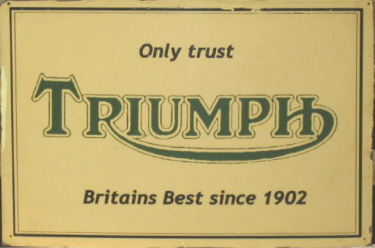 Only trust
TRIUMPH
Britains Best since 1902